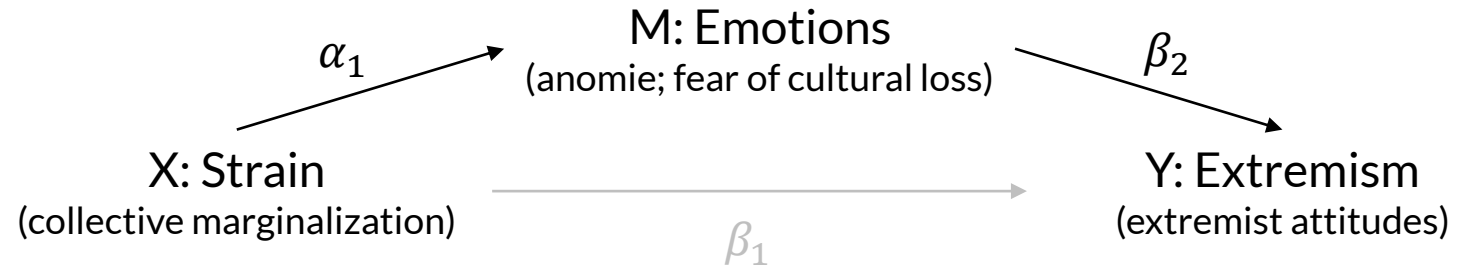 M: Emotions
(anomie; fear of cultural loss)
α₁
β₂
X: Strain
(collective marginalization)
Y: Extremism
(extremist attitudes)
β₁